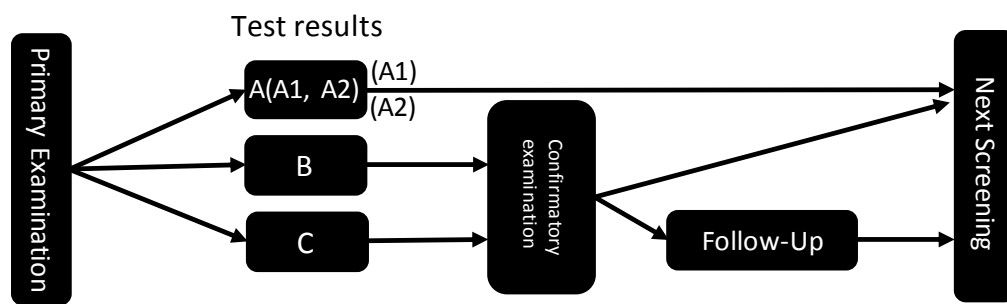 Test results
Primary Examination
A(A1, A2)
(A1)
(A2)
B
C
Confirmatory
examination
Follow-Up
Next Screening